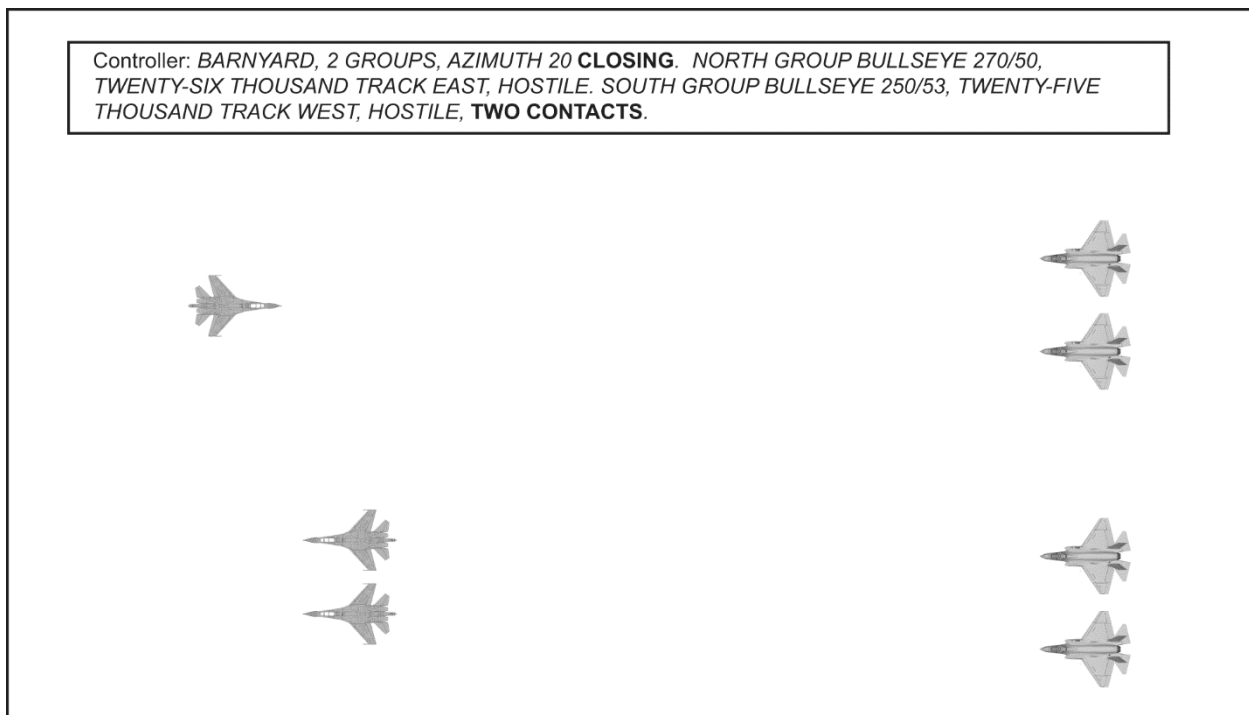 Controller: BARNYARD, 2 GROUPS, AZIMUTH 20 CLOSING. NORTH GROUP BULLSEYE 270/50,
TWENTY-SIX THOUSAND TRACK EAST, HOSTILE. SOUTH GROUP BULLSEYE 250/53, TWENTY-FIVE
THOUSAND TRACK WEST, HOSTILE, TWO CONTACTS.